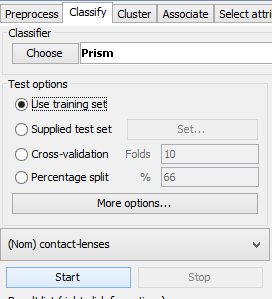 Preprocess Classify Cluster Associate Select attri
Classifier
Choose Prism
Test options
Use training set
Supplied test set Set...
Cross-validation Folds 10
Percentage split % 66
More options...
(Nom) contact-lenses
Start Stop